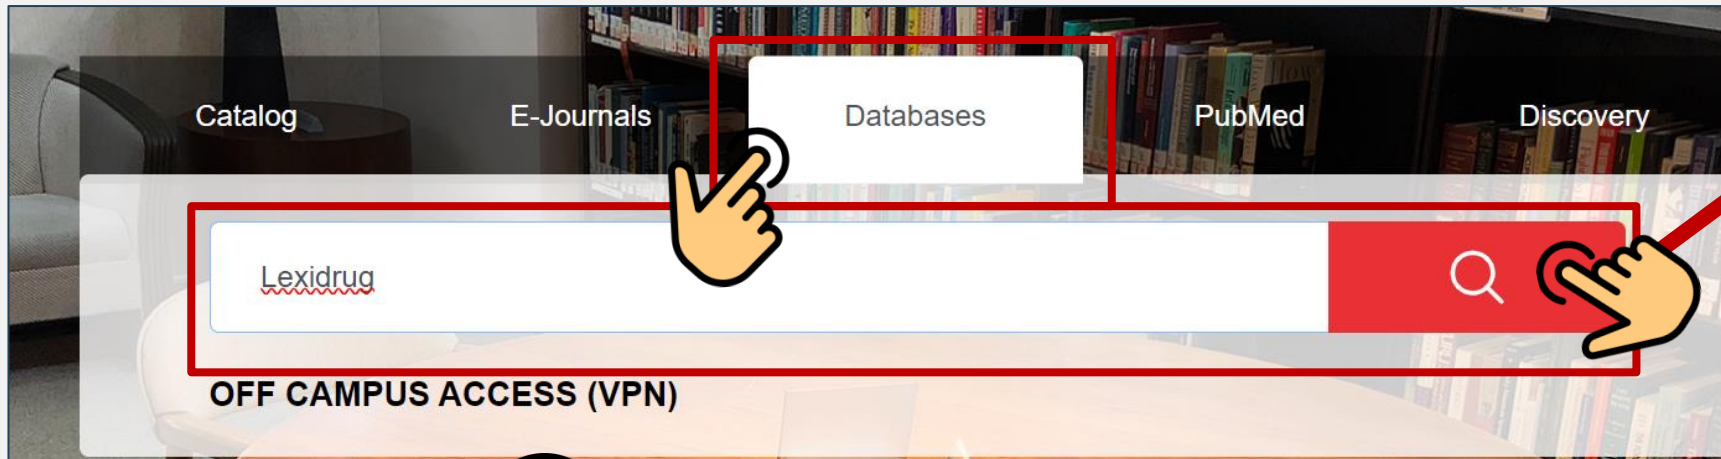 Catalog E-Journals Databases PubMed Discovery
Lexidrug
OFF CAMPUS ACCESS (VPN)